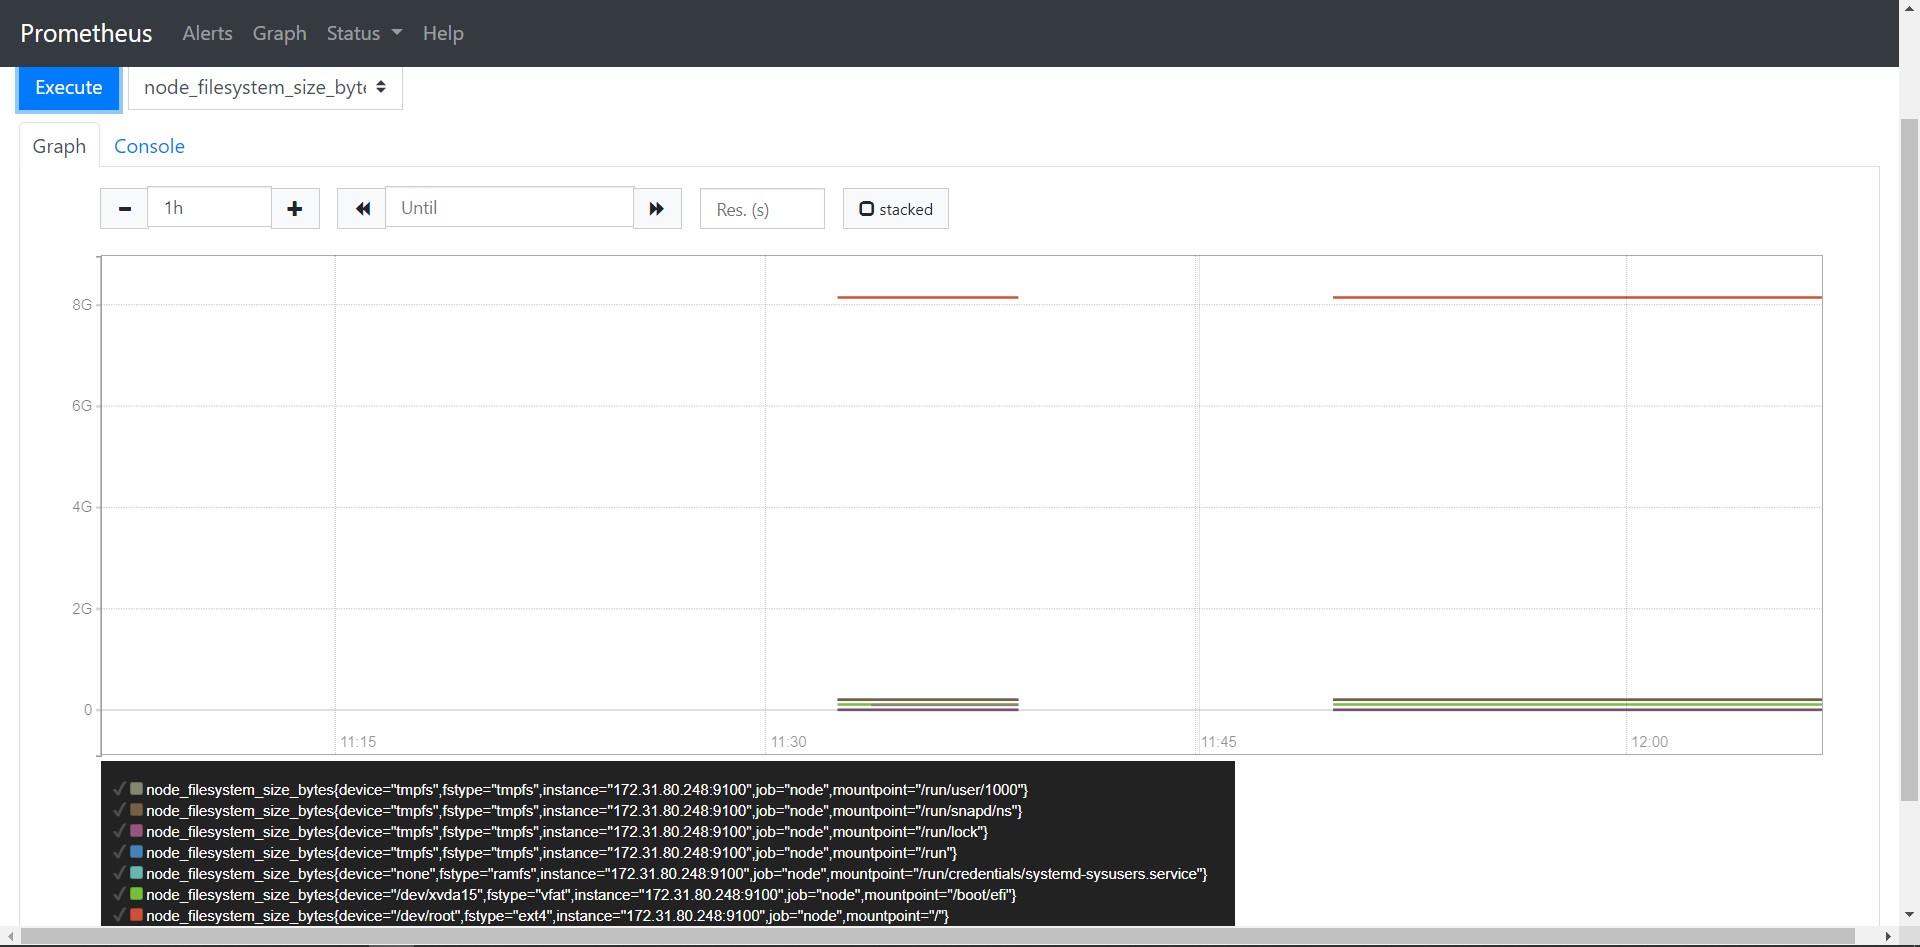 Prometheus Alerts Graph Status Help
Execute node_filesystem_size_byte
Graph Console
1h Until Res. (s) stacked
8G
6G
4G
2G
0
11:15 11:30 11:45 12:00
node_filesystem_size_bytes{device="tmpfs",fstype="tmpfs",instance="172.31.80.248:9100",job="node",mountpoint="/run/user/1000"}
node_filesystem_size_bytes{device="tmpfs",fstype="tmpfs",instance="172.31.80.248:9100",job="node",mountpoint="/run/snapd/ns"}
node_filesystem_size_bytes{device="tmpfs",fstype="tmpfs",instance="172.31.80.248:9100",job="node",mountpoint="/run/lock"}
node_filesystem_size_bytes{device="tmpfs",fstype="tmpfs",instance="172.31.80.248:9100",job="node",mountpoint="/run"}
node_filesystem_size_bytes{device="none",fstype="ramfs",instance="172.31.80.248:9100",job="node",mountpoint="/run/credentials/systemd-sysusers.service"}
node_filesystem_size_bytes{device="/dev/xvda15",fstype="vfat",instance="172.31.80.248:9100",job="node",mountpoint="/boot/efi"}
node_filesystem_size_bytes{device="/dev/root",fstype="ext4",instance="172.31.80.248:9100",job="node",mountpoint="/"}